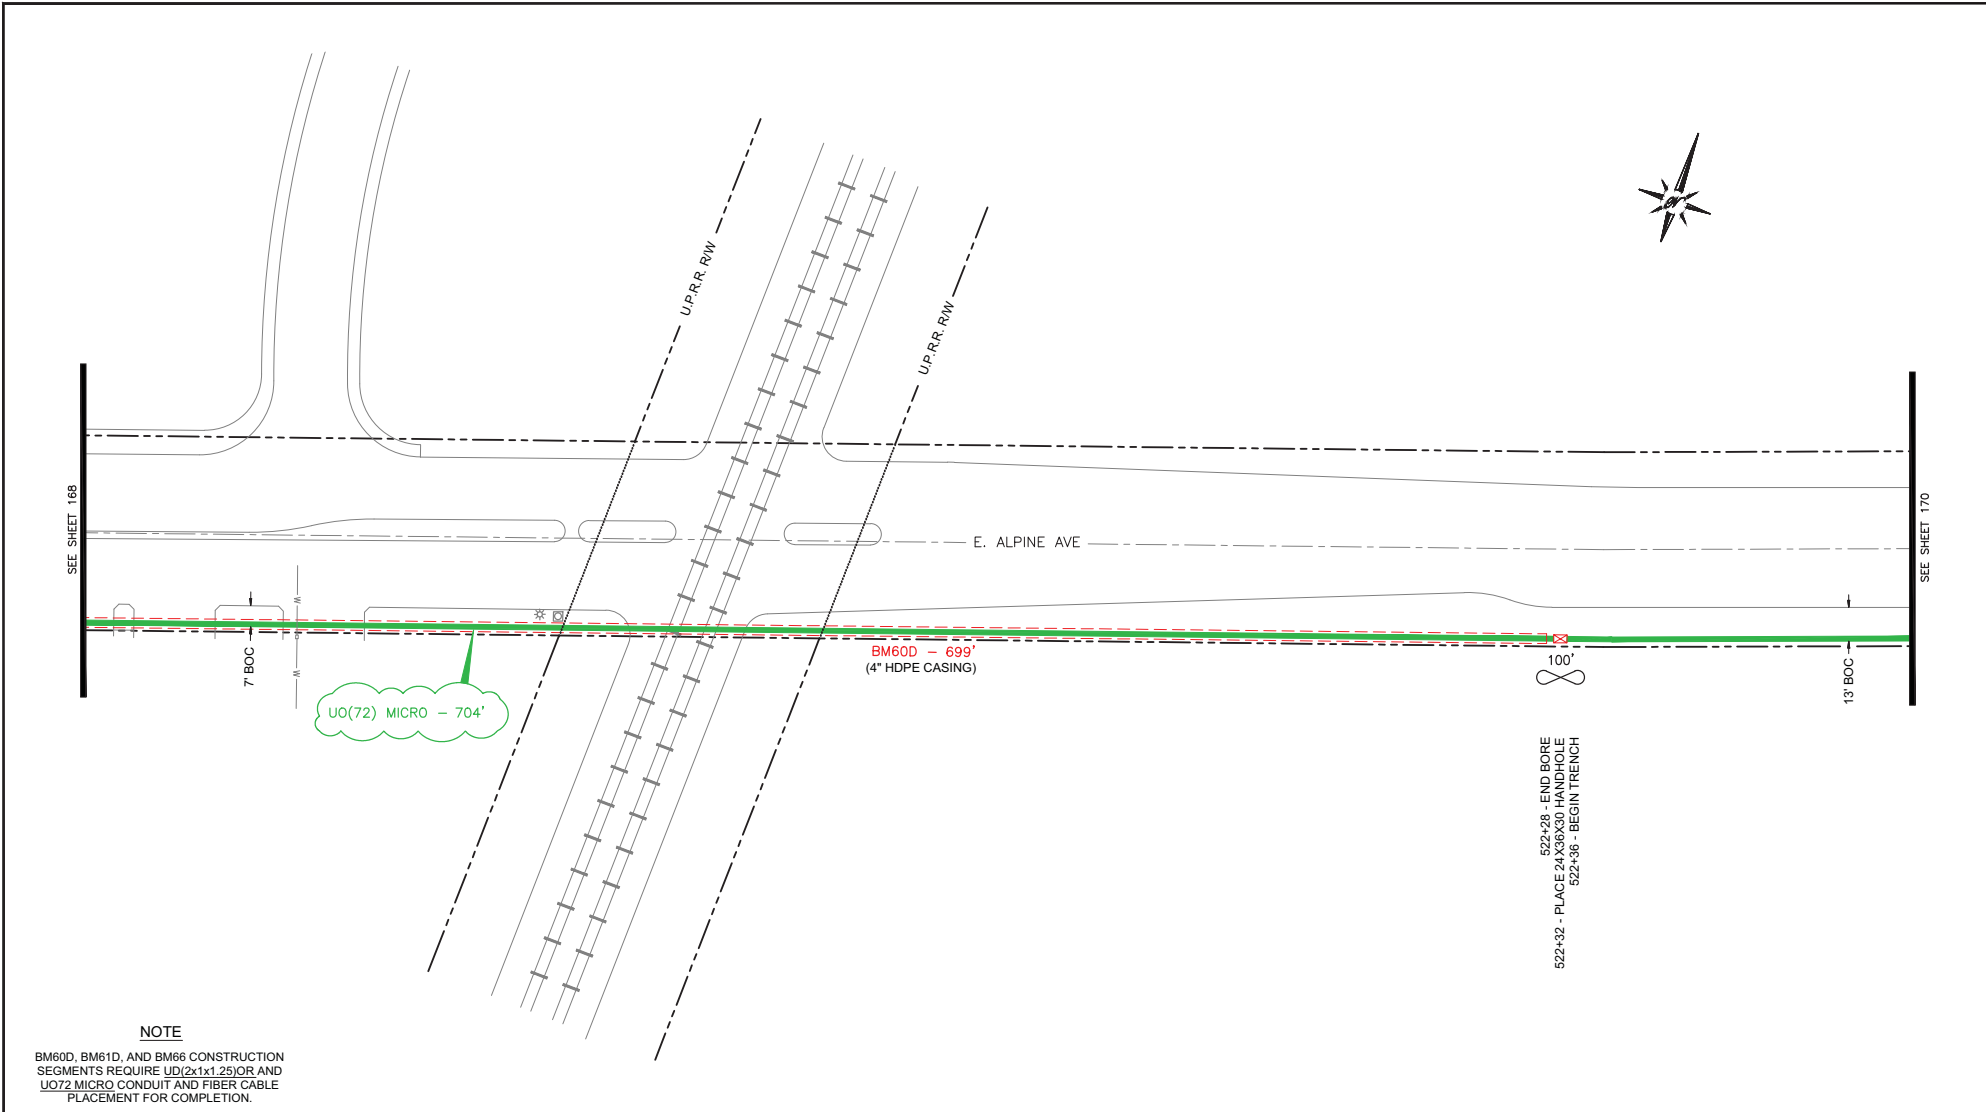 U.P.R.R. R/W
U.P.R.R. R/W
SEE SHEET 168
SEE SHEET 170
E. ALPINE AVE
W
W
7' BOC
UO(72) MICRO - 704'
BM60D - 699'
(4" HDPE CASING)
100'
13' BOC
522+28 - END BORE
522+32 - PLACE 24X36X30 HANDHOLE
522+36 - BEGIN TRENCH
NOTE
BM60D, BM61D, AND BM66 CONSTRUCTION
SEGMENTS REQUIRE UD(2x1x1.25)OR AND
UO72 MICRO CONDUIT AND FIBER CABLE
PLACEMENT FOR COMPLETION.